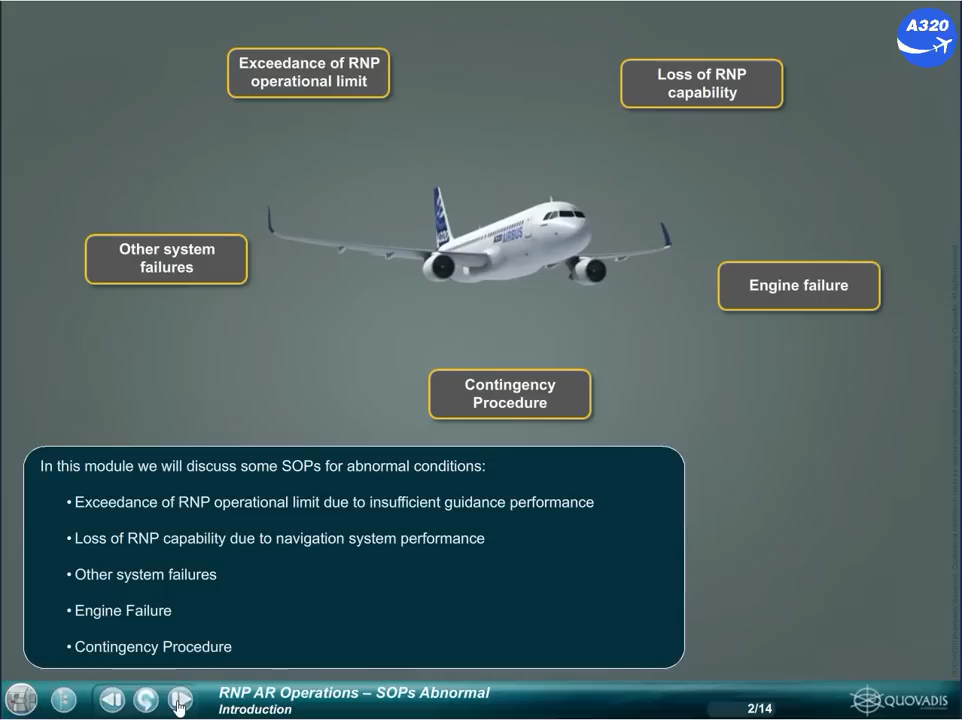 A320
Exceedance of RNP
operational limit
Loss of RNP
capability
Other system
failures
AIRBUS
Engine failure
Contingency
Procedure
In this module we will discuss some SOPs for abnormal conditions:
• Exceedance of RNP operational limit due to insufficient guidance performance
• Loss of RNP capability due to navigation system performance
• Other system failures
• Engine Failure
• Contingency Procedure
RNP AR Operations – SOPs Abnormal
Introduction
2/14
QUOVADIS